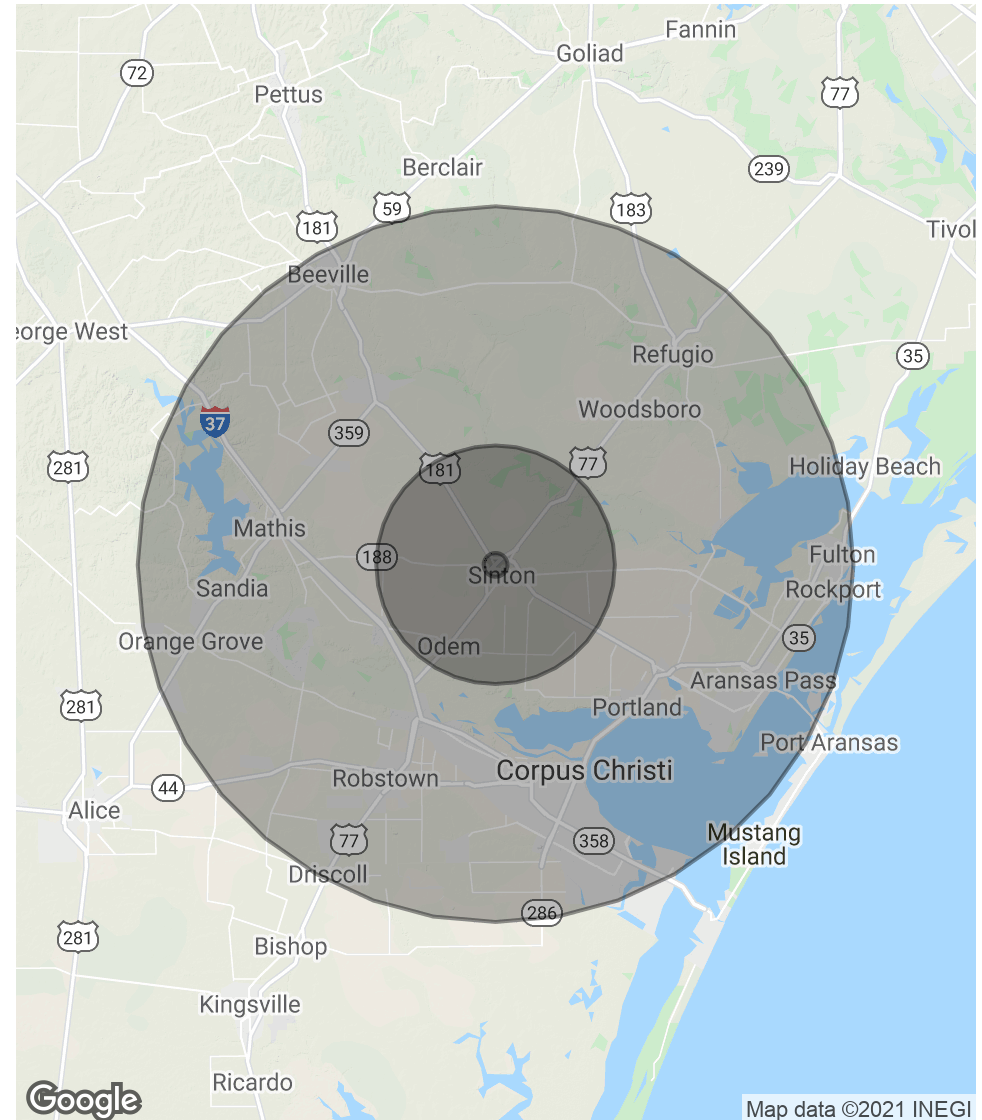 Fannin
Goliad
72
77
Pettus
Berclair
239
59
183
181
Tivol
Beeville
eorge West
Refugio
35
Woodsboro
37
359
281
181
77
Holiday Beach
Mathis
188
Fulton
Sinton
Sandia
Rockport
Orange Grove
Odem
35
Aransas Pass
281
Portland
Port Aransas
Corpus Christi
Robstown
44
Alice
77
358
Mustang
Island
Driscoll
286
281
Bishop
Kingsville
Ricardo
Google
Map data ©2021 INEGI